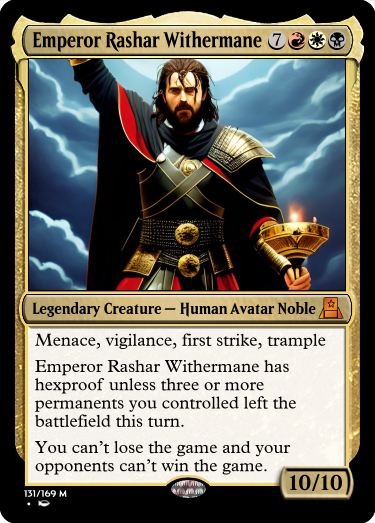 Emperor Rashar Withermane 7
Legendary Creature — Human Avatar Noble
Menace, vigilance, first strike, trample
Emperor Rashar Withermane has
hexproof unless three or more
permanents you controlled left the
battlefield this turn.
You can't lose the game and your
opponents can't win the game.
10/10
131/169 M